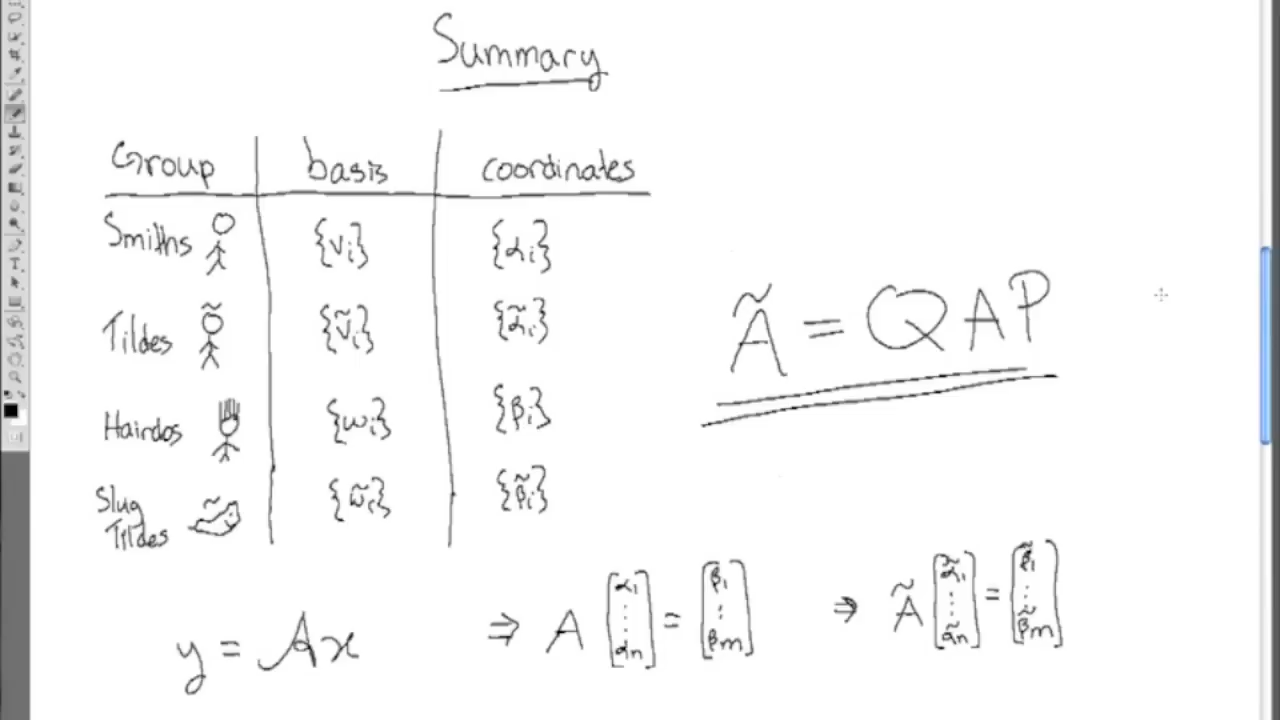 Summary
Group basis coordinates
Smiths {vᵢ} {αᵢ}
Tildes {ṽᵢ} {α̃ᵢ}
Hairdos {wᵢ} {βᵢ}
Slug Tildes {w̃ᵢ} {β̃ᵢ}
Ã = QAP
y = Ax ⇒ A [α₁ ⋮ αₙ] = [β₁ ⋮ βₘ] ⇒ Ã [α̃₁ ⋮ α̃ₙ] = [β̃₁ ⋮ β̃ₘ]